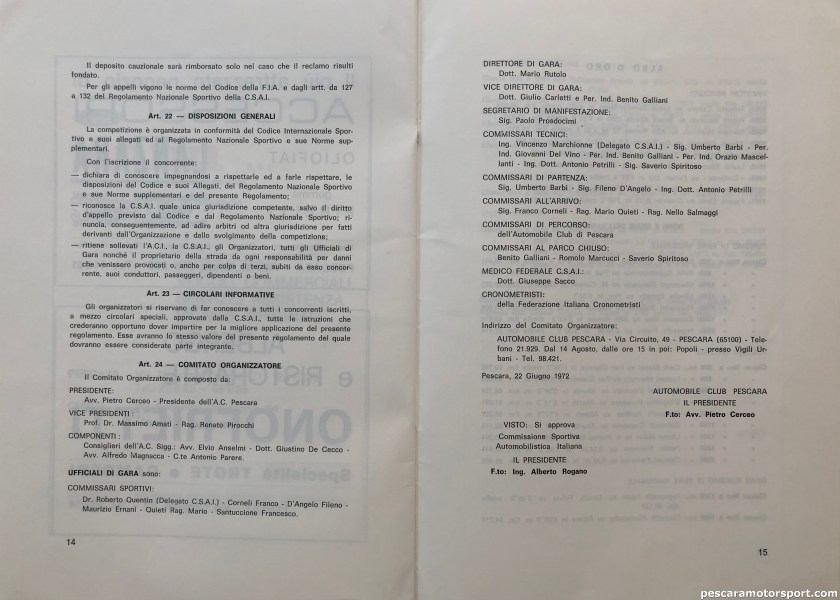 Il deposito cauzionale sarà rimborsato solo nel caso che il reclamo risulti
fondato.
Per gli appelli vigono le norme del Codice della F.I.A. e dagli artt. da 127
a 132 del Regolamento Nazionale Sportivo della C.S.A.I.
Art. 22 — DISPOSIZIONI GENERALI
La competizione è organizzata in conformità del Codice Internazionale Spor-
tivo e suoi allegati ed al Regolamento Nazionale Sportivo e sue Norme sup-
plementari.
Con l'iscrizione il concorrente:
— dichiara di conoscere impegnandosi a rispettarle ed a farle rispettare, le
disposizioni del Codice e suoi Allegati, del Regolamento Nazionale Sportivo
e sue Norme supplementari e del presente Regolamento;
— riconosce la C.S.A.I. quale unica giurisdizione competente, salvo il diritto
d'appello previsto dal Codice e dal Regolamento Nazionale Sportivo; ri-
nuncia, conseguentemente, ad adire arbitri od altra giurisdizione per fatti
derivanti dall'Organizzazione e dallo svolgimento della competizione;
— ritiene sollevati l'A.C.I., la C.S.A.I., gli Organizzatori, tutti gli Ufficiali di
Gara nonché il proprietario della strada da ogni responsabilità per danni
che venissero provocati o, anche per colpa di terzi, subiti da esso concor-
rente, suoi conduttori, passeggeri, dipendenti o beni.
Art. 23 — CIRCOLARI INFORMATIVE
Gli organizzatori si riservano di far conoscere a tutti i concorrenti iscritti,
a mezzo circolari speciali, approvate dalla C.S.A.I., tutte le istruzioni che
crederanno opportuno dover impartire per la migliore applicazione del presente
regolamento. Esse avranno lo stesso valore del presente regolamento del quale
dovranno essere considerate parte integrante.
Art. 24 — COMITATO ORGANIZZATORE
Il Comitato Organizzatore è composto da:
PRESIDENTE:
Avv. Pietro Cerceo - Presidente dell'A.C. Pescara
VICE PRESIDENTI :
Prof. Dr. Massimo Amati - Rag. Renato Pirocchi
COMPONENTI :
Consiglieri dell'A.C. Sigg.: Avv. Elvin Anselmi - Dott. Giustino De Cecco -
Avv. Alfredo Magnacca - C.te Antonio Parere.
UFFICIALI DI GARA sono:
COMMISSARI SPORTIVI:
Dr. Roberto Quentin (Delegato C.S.A.I.) - Corneli Franco - D'Angelo Fileno -
Maurizio Ernani - Quieti Rag. Mario - Santuccione Francesco.
14
DIRETTORE DI GARA:
Dott. Mario Rutolo
VICE DIRETTORE DI GARA:
Dott. Giulio Carletti e Per. Ind. Benito Galliani
SEGRETARIO DI MANIFESTAZIONE:
Sig. Paolo Prosdocimi
COMMISSARI TECNICI:
Ing. Vincenzo Marchionne (Delegato C.S.A.I.) - Sig. Umberto Barbi - Per.
Ind. Giovanni Del Vino - Per. Ind. Benito Galliani - Per. Ind. Orazio Mascel-
lanti - Ing. Dott. Antonio Petrilli - Sig. Saverio Spiritoso
COMMISSARI DI PARTENZA:
Sig. Umberto Barbi - Sig. Fileno D'Angelo - Ing. Dott. Antonio Petrilli
COMMISSARI ALL'ARRIVO:
Sig. Franco Corneli - Rag. Mario Quieti - Rag. Nello Salmaggi
COMMISSARI DI PERCORSO:
dell'Automobile Club di Pescara
COMMISSARI AL PARCO CHIUSO:
Benito Galliani - Romolo Marcucci - Saverio Spiritoso
MEDICO FEDERALE C.S.A.I.:
Dott. Giuseppe Sacco
CRONOMETRISTI:
della Federazione Italiana Cronometristi
Indirizzo del Comitato Organizzatore:
AUTOMOBILE CLUB PESCARA - Via Circuito, 49 - PESCARA (65100) - Tele-
fono 21.929. Dal 14 Agosto, dalle ore 15 in poi: Popoli - presso Vigili Ur-
bani - Tel. 98.421.
Pescara, 22 Giugno 1972
AUTOMOBILE CLUB PESCARA
IL PRESIDENTE
F.to: Avv. Pietro Cerceo
VISTO: Si approva
Commissione Sportiva
Automobilistica Italiana
IL PRESIDENTE
F.to: Ing. Alberto Rogano
15
pescaramotorsport.com